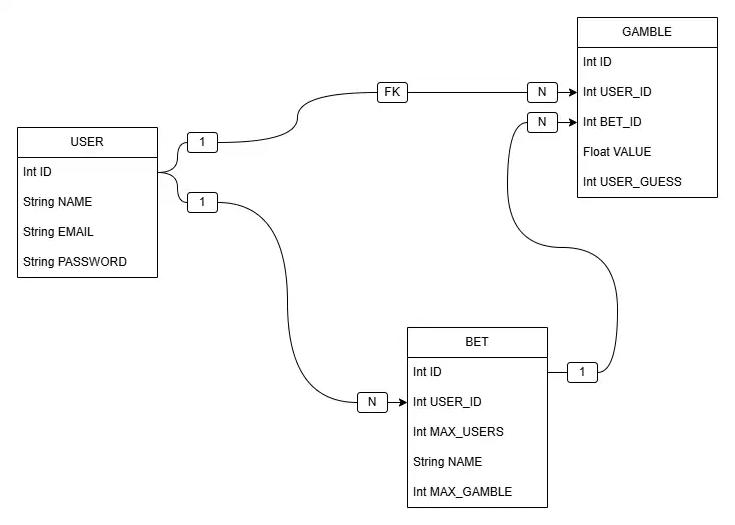 GAMBLE
Int ID
FK
N
Int USER_ID
N
Int BET_ID
Float VALUE
Int USER_GUESS
USER
1
Int ID
String NAME
1
String EMAIL
String PASSWORD
BET
Int ID
1
N
Int USER_ID
Int MAX_USERS
String NAME
Int MAX_GAMBLE